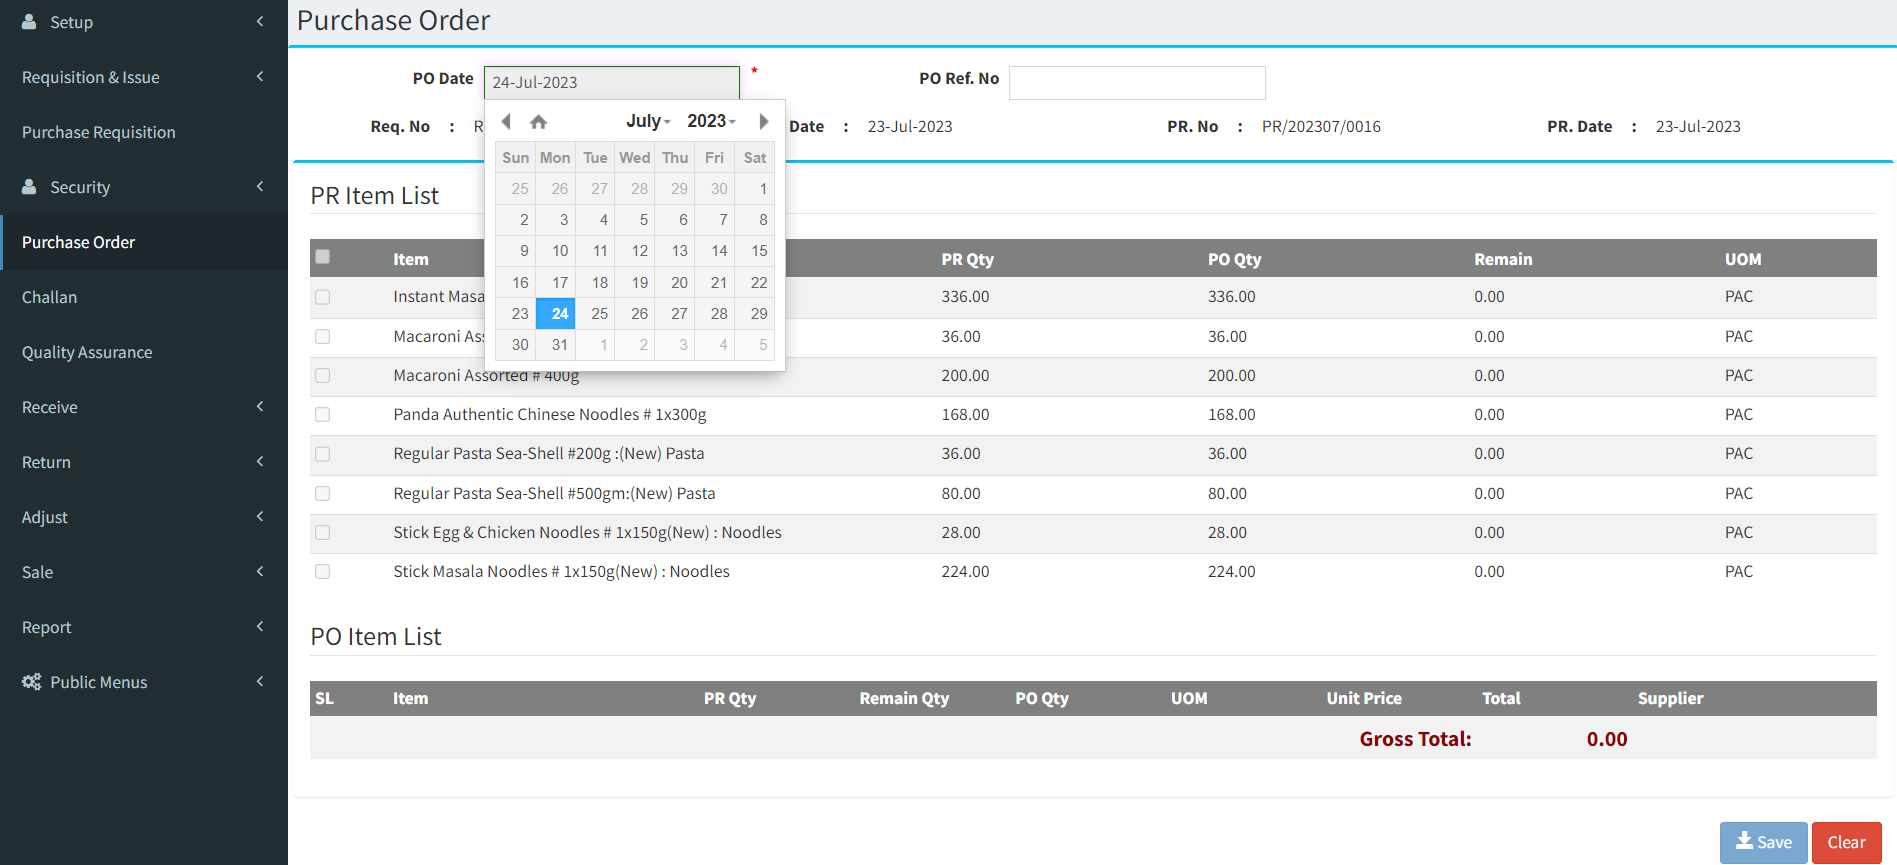 Setup
Requisition & Issue
Purchase Requisition
Security
Purchase Order
Challan
Quality Assurance
Receive
Return
Adjust
Sale
Report
Public Menus
Purchase Order
PO Date 24-Jul-2023 * PO Ref. No
Req. No : R Date : 23-Jul-2023 PR. No : PR/202307/0016 PR. Date : 23-Jul-2023
July 2023
Sun Mon Tue Wed Thu Fri Sat
25 26 27 28 29 30 1
2 3 4 5 6 7 8
9 10 11 12 13 14 15
16 17 18 19 20 21 22
23 24 25 26 27 28 29
30 31 1 2 3 4 5
PR Item List
Item PR Qty PO Qty Remain UOM
Instant Masa 336.00 336.00 0.00 PAC
Macaroni As 36.00 36.00 0.00 PAC
Macaroni Assorted # 400g 200.00 200.00 0.00 PAC
Panda Authentic Chinese Noodles # 1x300g 168.00 168.00 0.00 PAC
Regular Pasta Sea-Shell #200g :(New) Pasta 36.00 36.00 0.00 PAC
Regular Pasta Sea-Shell #500gm:(New) Pasta 80.00 80.00 0.00 PAC
Stick Egg & Chicken Noodles # 1x150g(New) : Noodles 28.00 28.00 0.00 PAC
Stick Masala Noodles # 1x150g(New) : Noodles 224.00 224.00 0.00 PAC
PO Item List
SL Item PR Qty Remain Qty PO Qty UOM Unit Price Total Supplier
Gross Total: 0.00
Save Clear